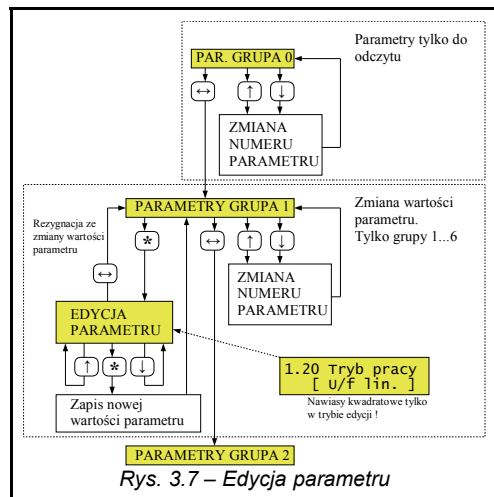 Parametry tylko do
odczytu
PAR. GRUPA 0
↔ ↑ ↓
ZMIANA
NUMERU
PARAMETRU
PARAMETRY GRUPA 1
Zmiana wartości
parametru.
Tylko grupy 1...6
Rezygnacja ze
zmiany wartości
parametru
* ↔ ↑ ↓
↔
ZMIANA
NUMERU
PARAMETRU
EDYCJA
PARAMETRU
↑ * ↓
1.20 Tryb pracy
[ U/f lin. ]
Nawiasy kwadratowe tylko
w trybie edycji !
Zapis nowej
wartości parametru
PARAMETRY GRUPA 2
Rys. 3.7 – Edycja parametru